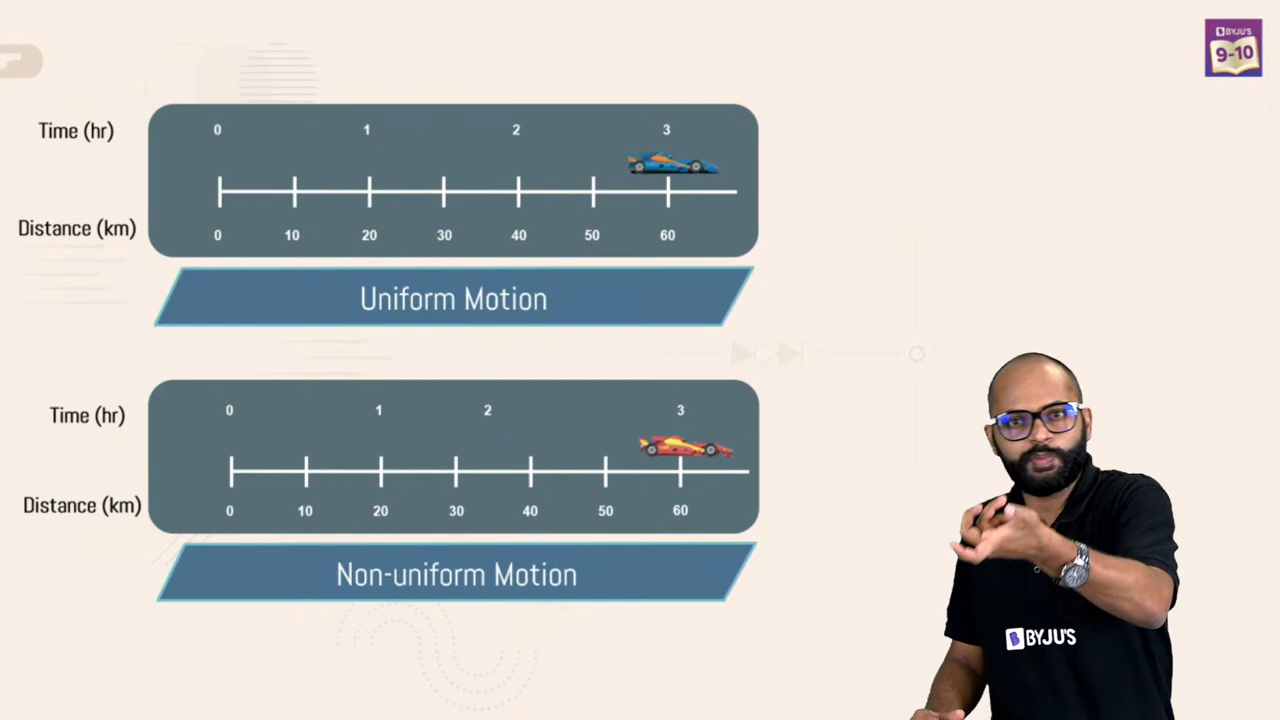 BYJU'S
9-10
Time (hr)
0 1 2 3
Distance (km)
0 10 20 30 40 50 60
Uniform Motion
Time (hr)
0 1 2 3
Distance (km)
0 10 20 30 40 50 60
Non-uniform Motion
BYJU'S